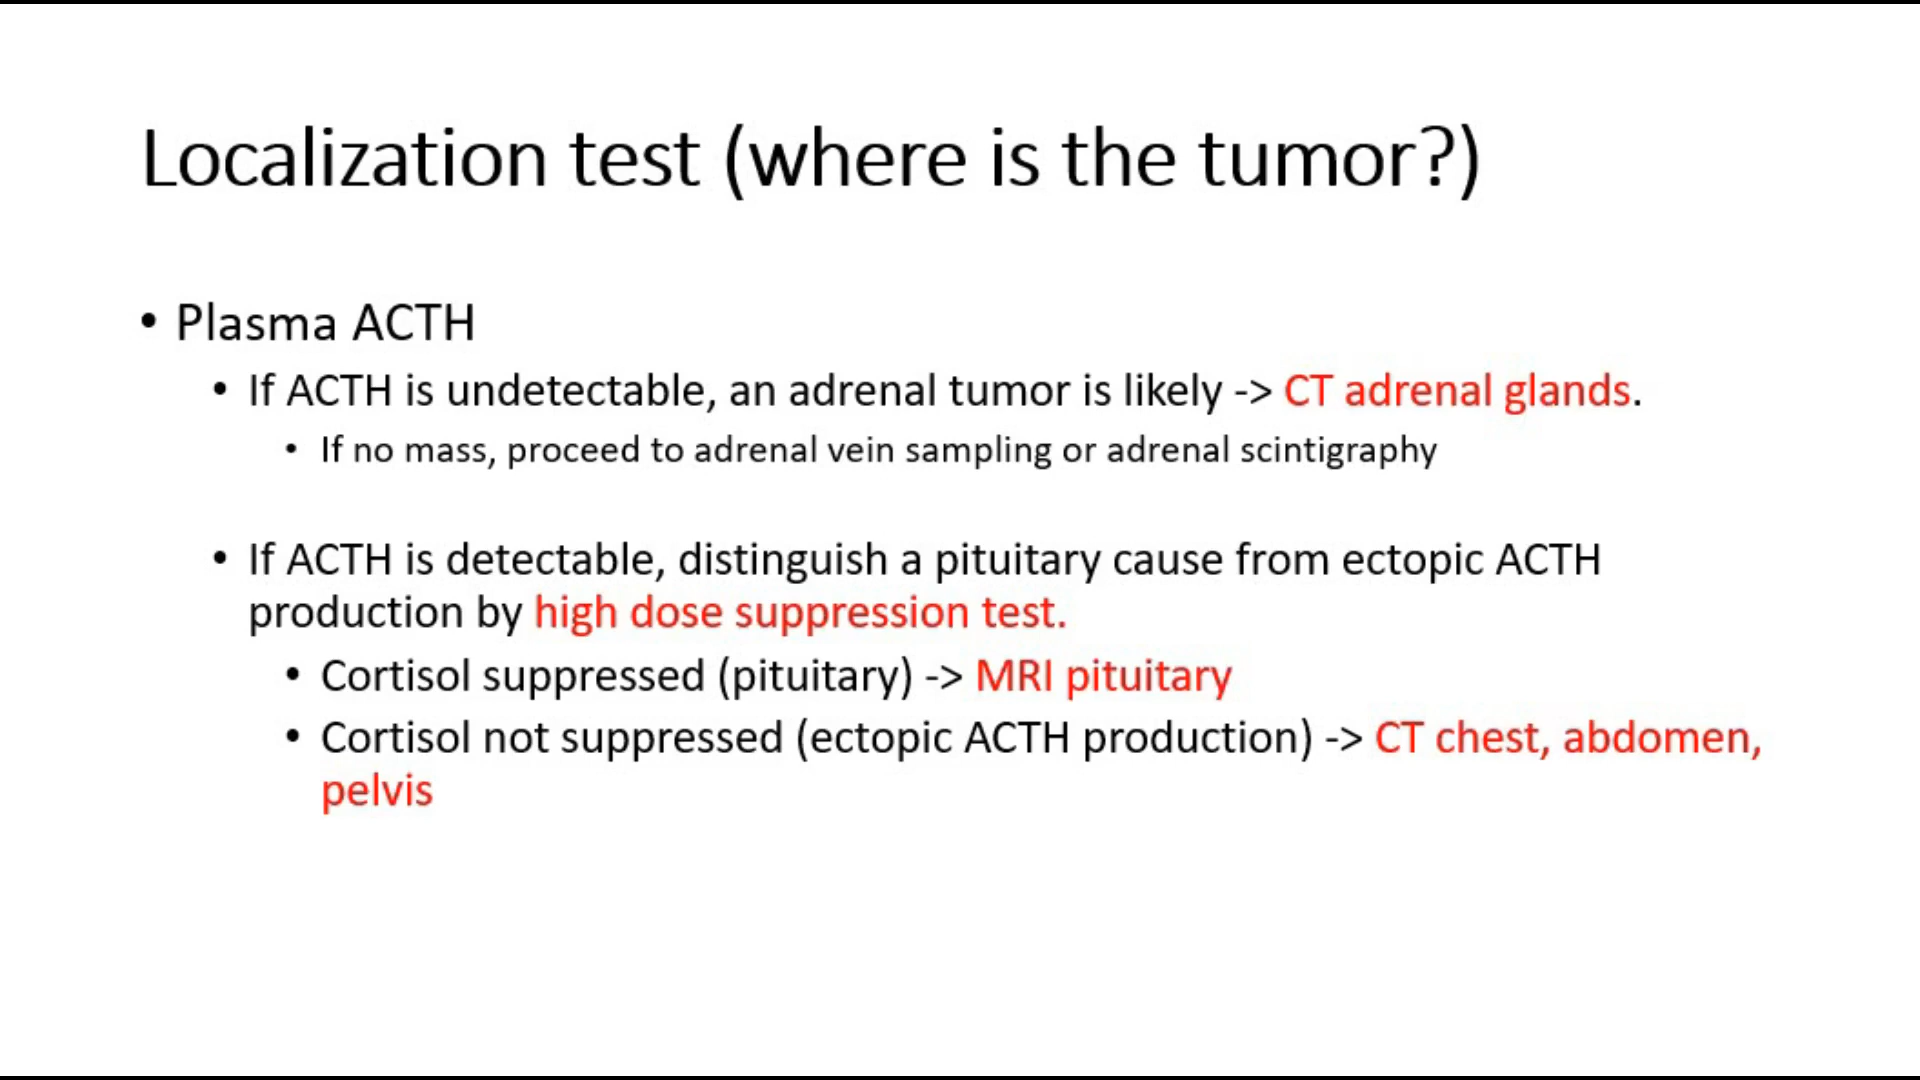 Localization test (where is the tumor?)
• Plasma ACTH
• If ACTH is undetectable, an adrenal tumor is likely -> CT adrenal glands.
• If no mass, proceed to adrenal vein sampling or adrenal scintigraphy
• If ACTH is detectable, distinguish a pituitary cause from ectopic ACTH
production by high dose suppression test.
• Cortisol suppressed (pituitary) -> MRI pituitary
• Cortisol not suppressed (ectopic ACTH production) -> CT chest, abdomen,
pelvis